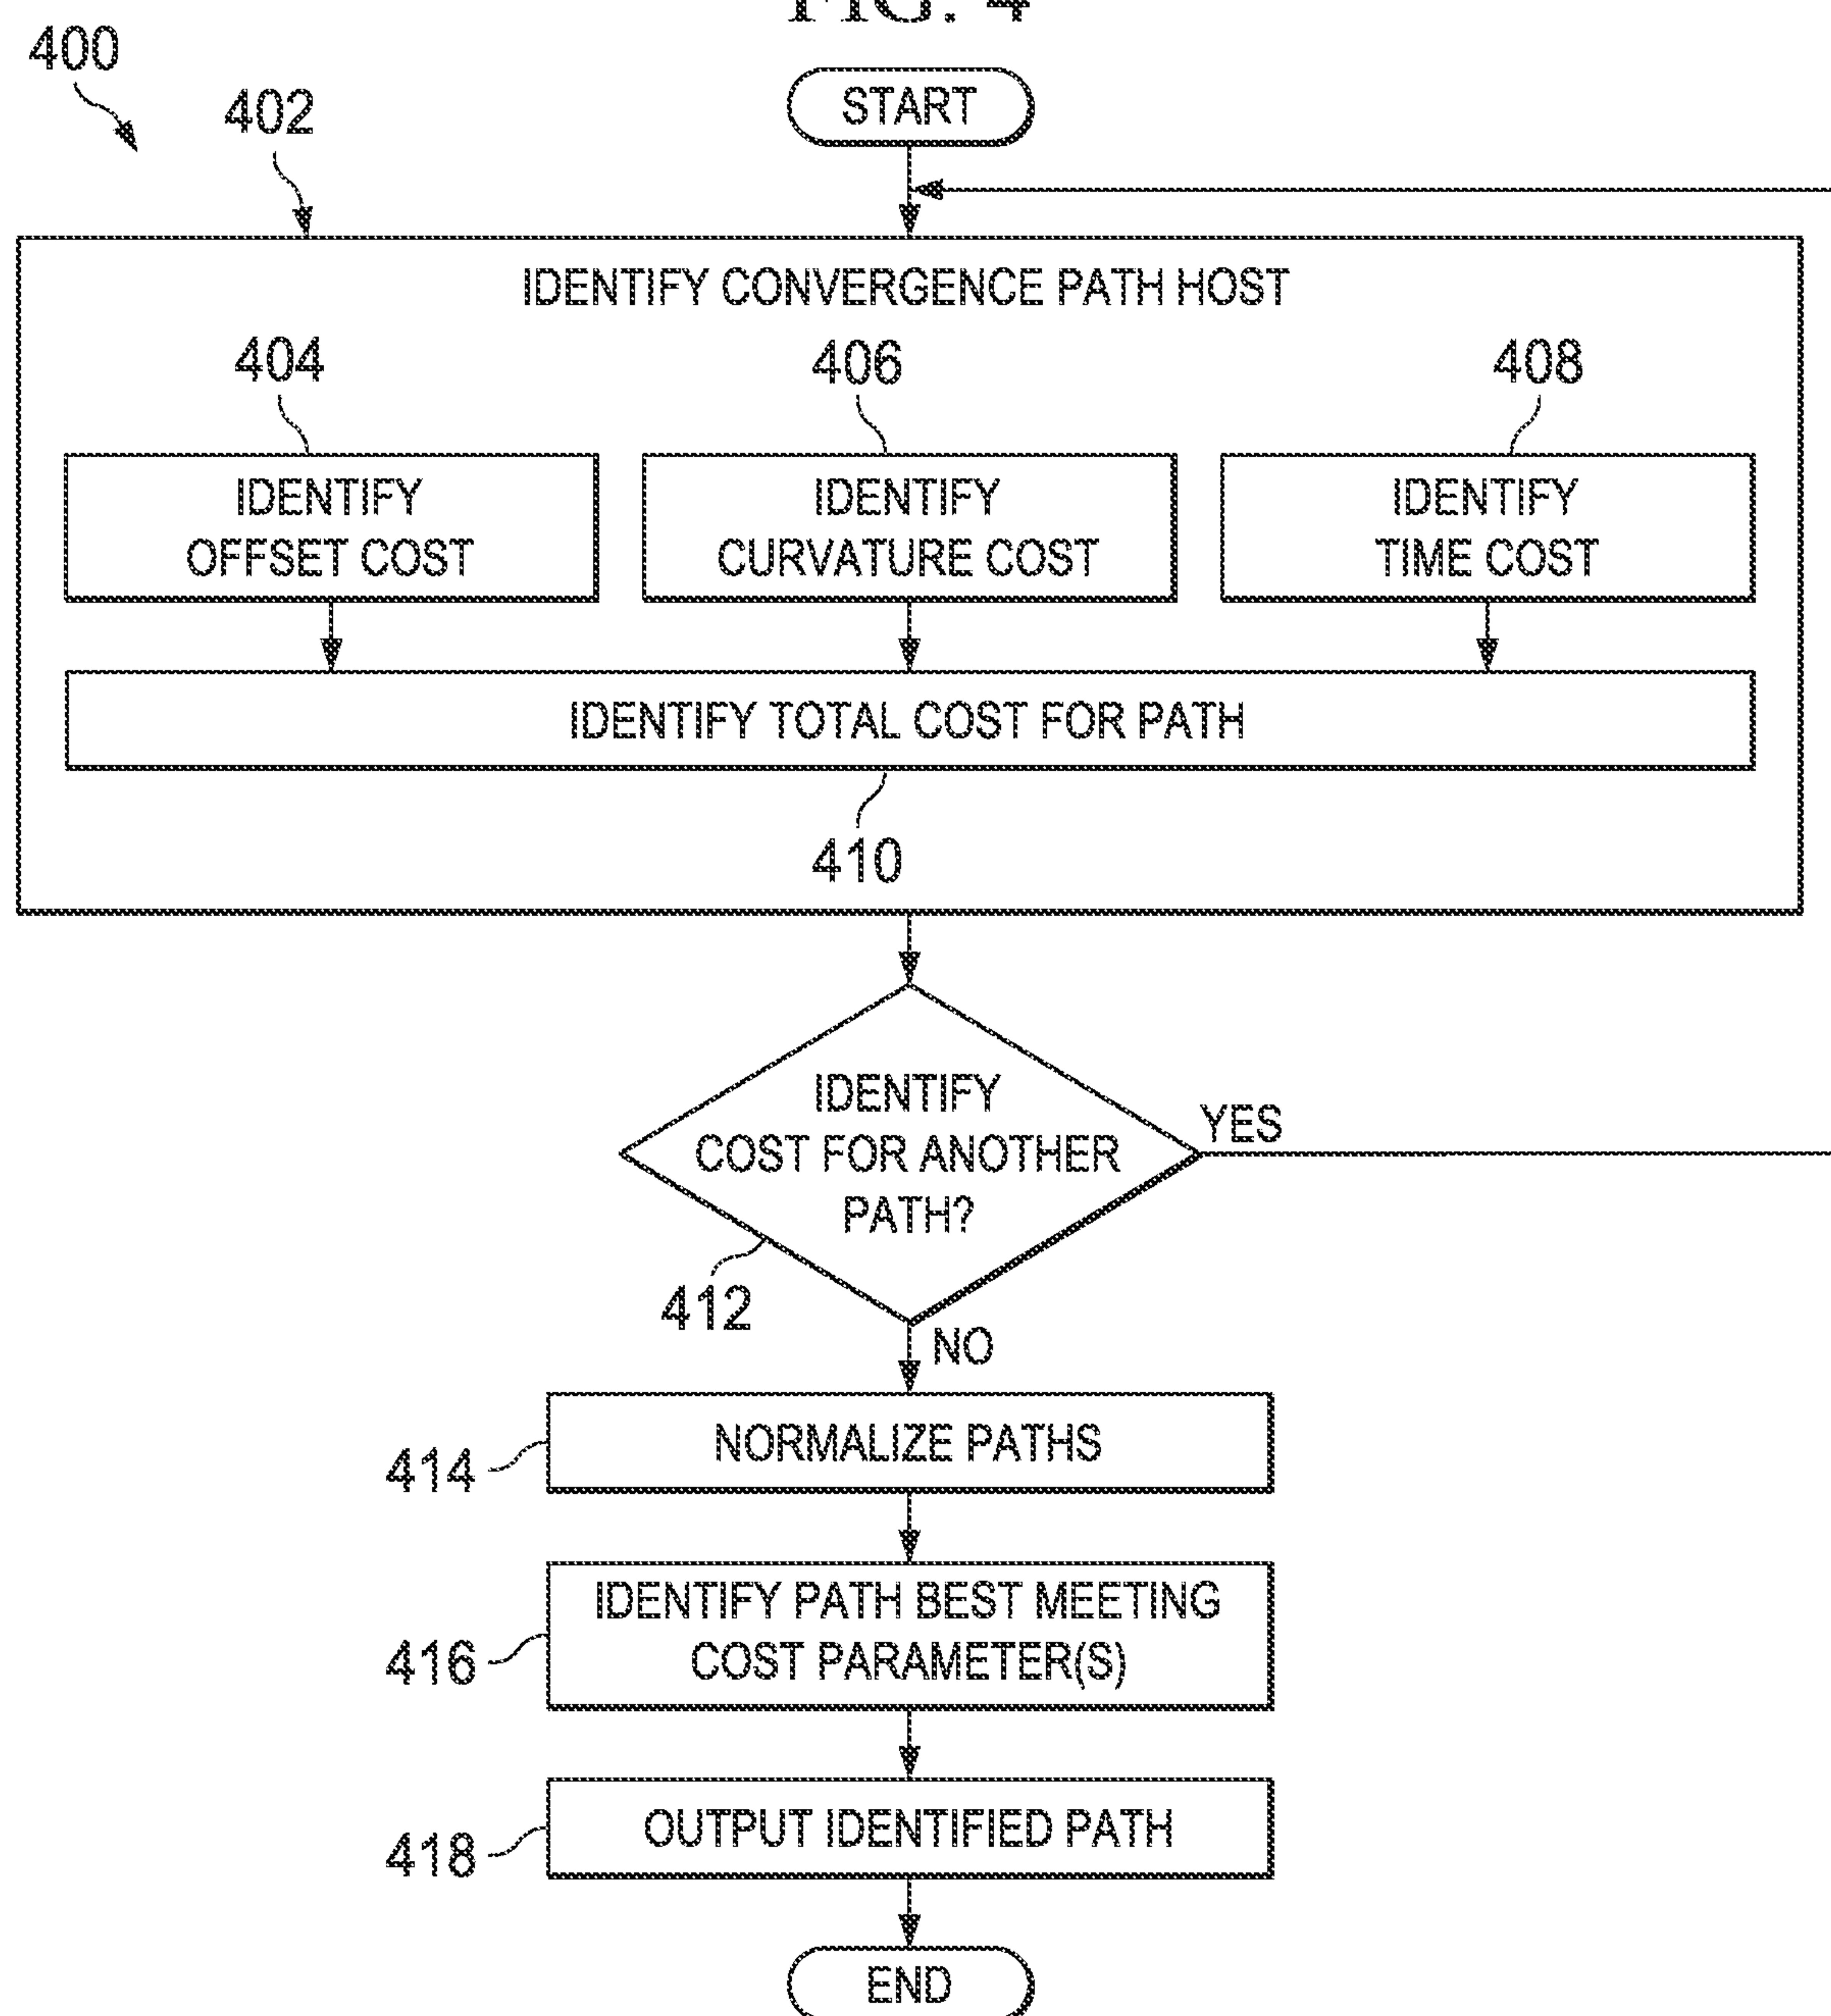 FIG. 4
400
402
START
IDENTIFY CONVERGENCE PATH HOST
404
406
408
IDENTIFY
OFFSET COST
IDENTIFY
CURVATURE COST
IDENTIFY
TIME COST
IDENTIFY TOTAL COST FOR PATH
410
IDENTIFY
COST FOR ANOTHER
PATH?
YES
412
NO
NORMALIZE PATHS
414
IDENTIFY PATH BEST MEETING
COST PARAMETER(S)
416
OUTPUT IDENTIFIED PATH
418
END